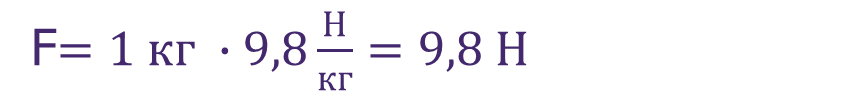 F= 1 кг · 9,8 Н/кг = 9,8 Н